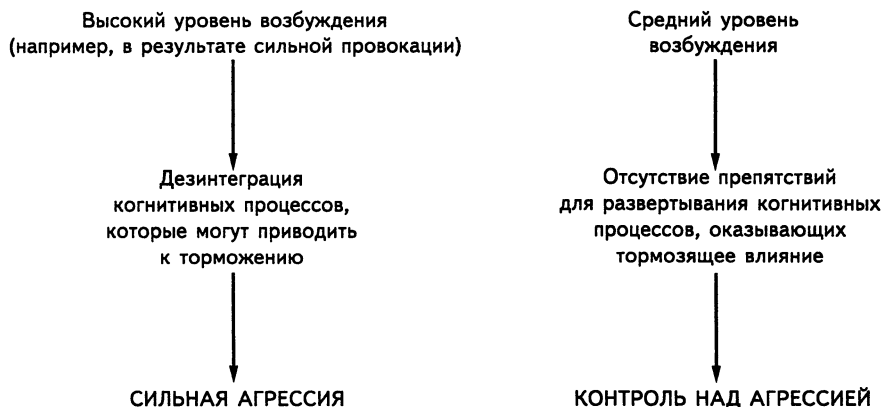 Высокий уровень возбуждения
(например, в результате сильной провокации)
Дезинтеграция
когнитивных процессов,
которые могут приводить
к торможению
СИЛЬНАЯ АГРЕССИЯ
Средний уровень
возбуждения
Отсутствие препятствий
для развертывания когнитивных
процессов, оказывающих
тормозящее влияние
КОНТРОЛЬ НАД АГРЕССИЕЙ